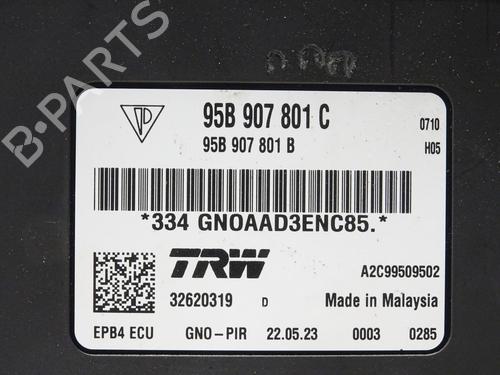 B-PARTS
95B 907 801 C
0710
95B 907 801 B
H05
*334 GNOAAD3ENC85.*
TRW
A2C99509502
32620319 D Made in Malaysia
EPB4 ECU GNO-PIR 22.05.23 0003 0285